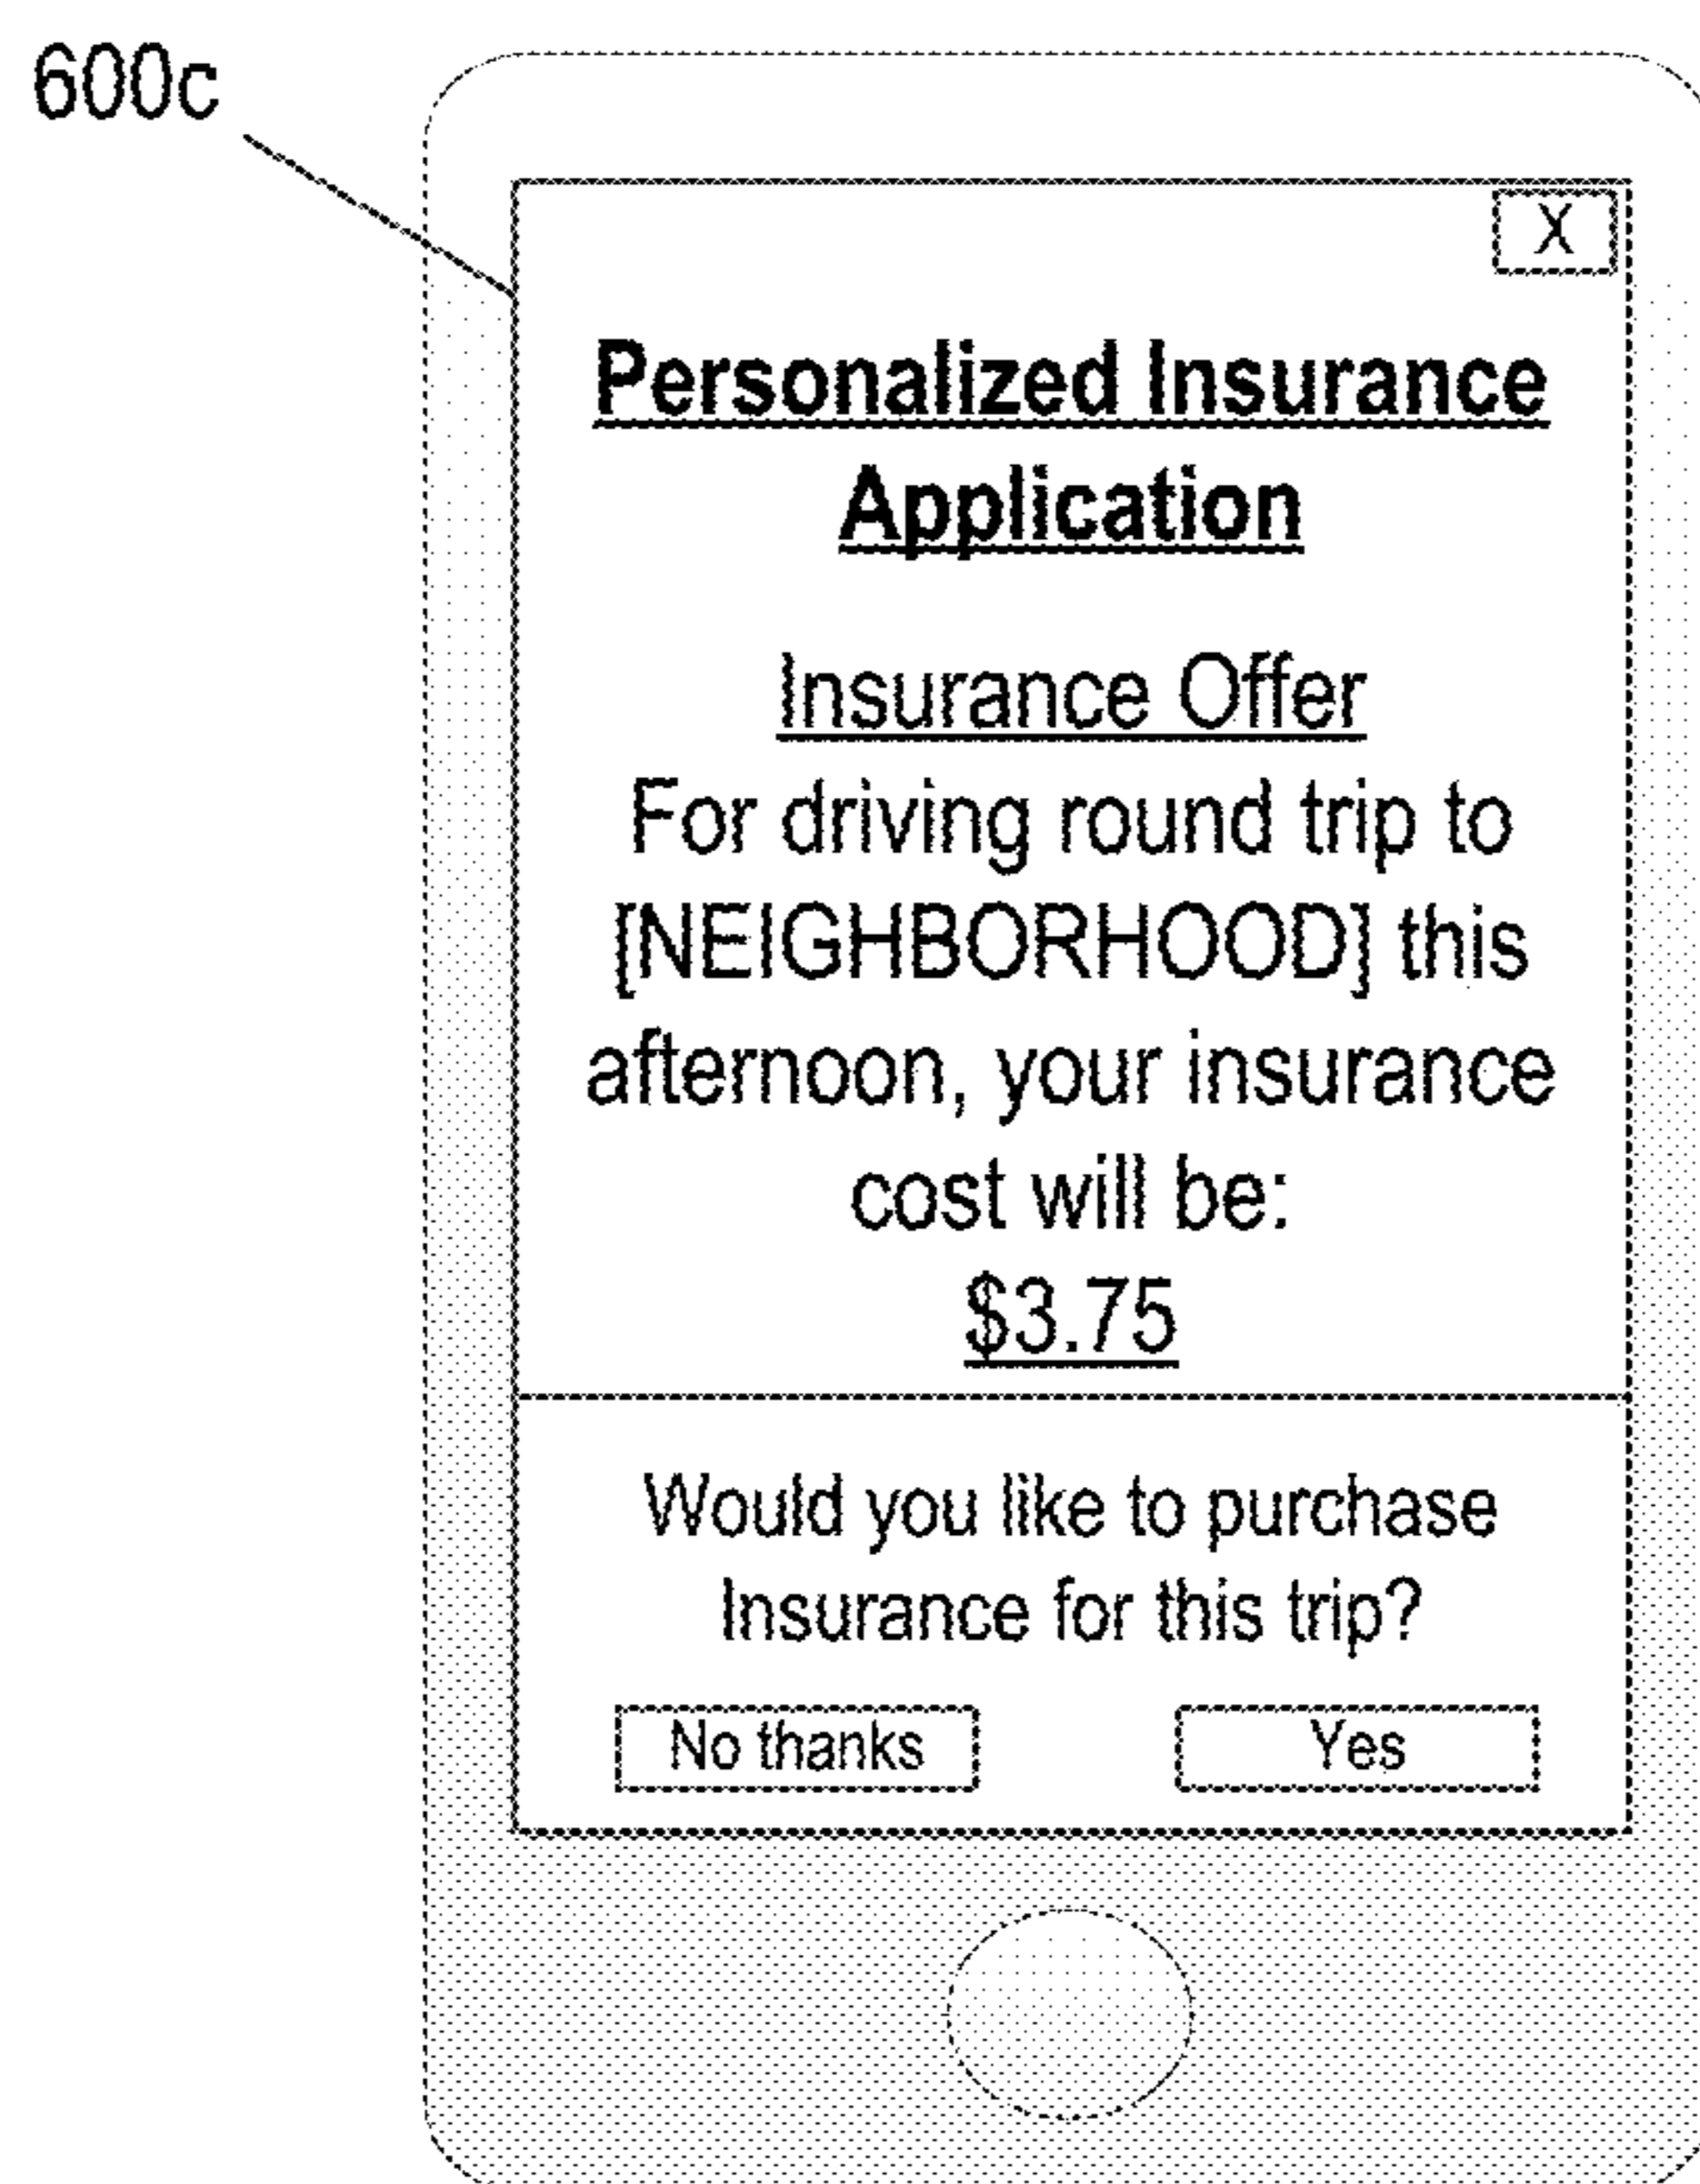 600c
X
Personalized Insurance
Application
Insurance Offer
For driving round trip to
[NEIGHBORHOOD] this
afternoon, your insurance
cost will be:
$3.75
Would you like to purchase
Insurance for this trip?
No thanks
Yes